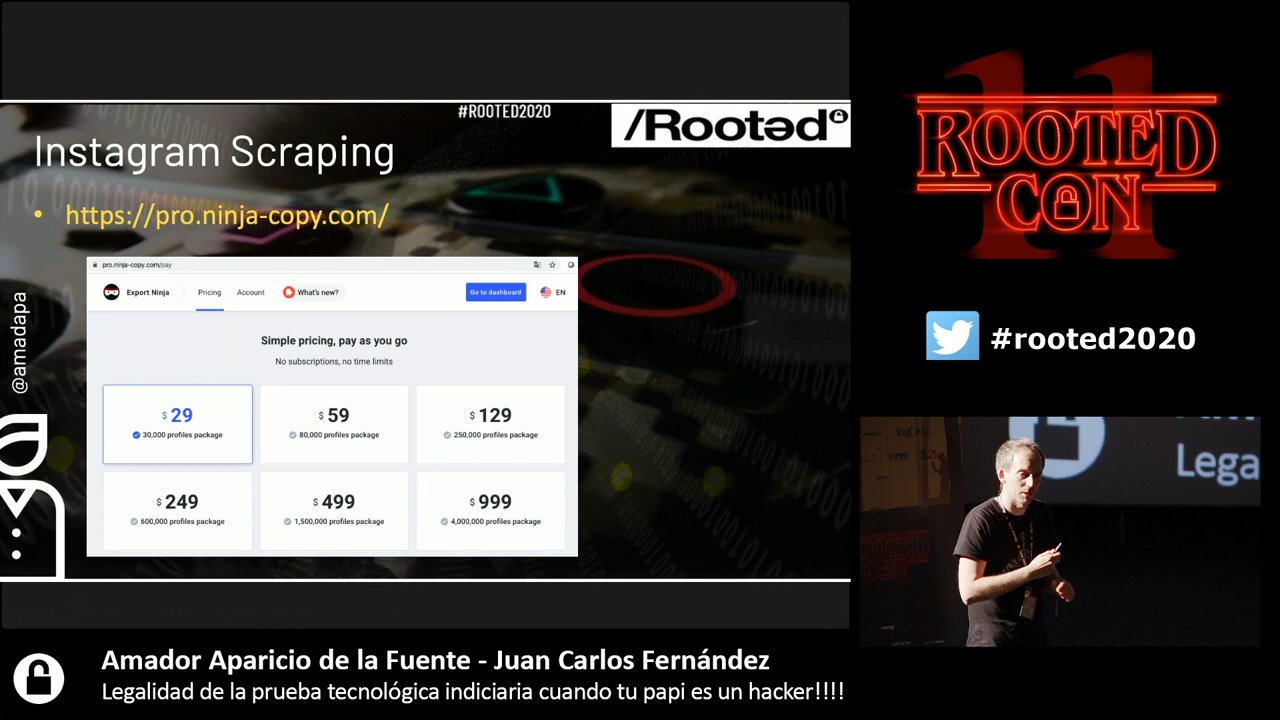 #ROOTED2020
/Rootəd
Instagram Scraping
• https://pro.ninja-copy.com/
@amadapa
pro.ninja-copy.com/pay
Export Ninja
Pricing
Account
What's new?
Go to dashboard
EN
Simple pricing, pay as you go
No subscriptions, no time limits
$ 29
30,000 profiles package
$ 59
80,000 profiles package
$ 129
250,000 profiles package
$ 249
600,000 profiles package
$ 499
1,500,000 profiles package
$ 999
4,000,000 profiles package
11
ROOTED
CON
#rooted2020
Lega
Amador Aparicio de la Fuente - Juan Carlos Fernández
Legalidad de la prueba tecnológica indiciaria cuando tu papi es un hacker!!!!